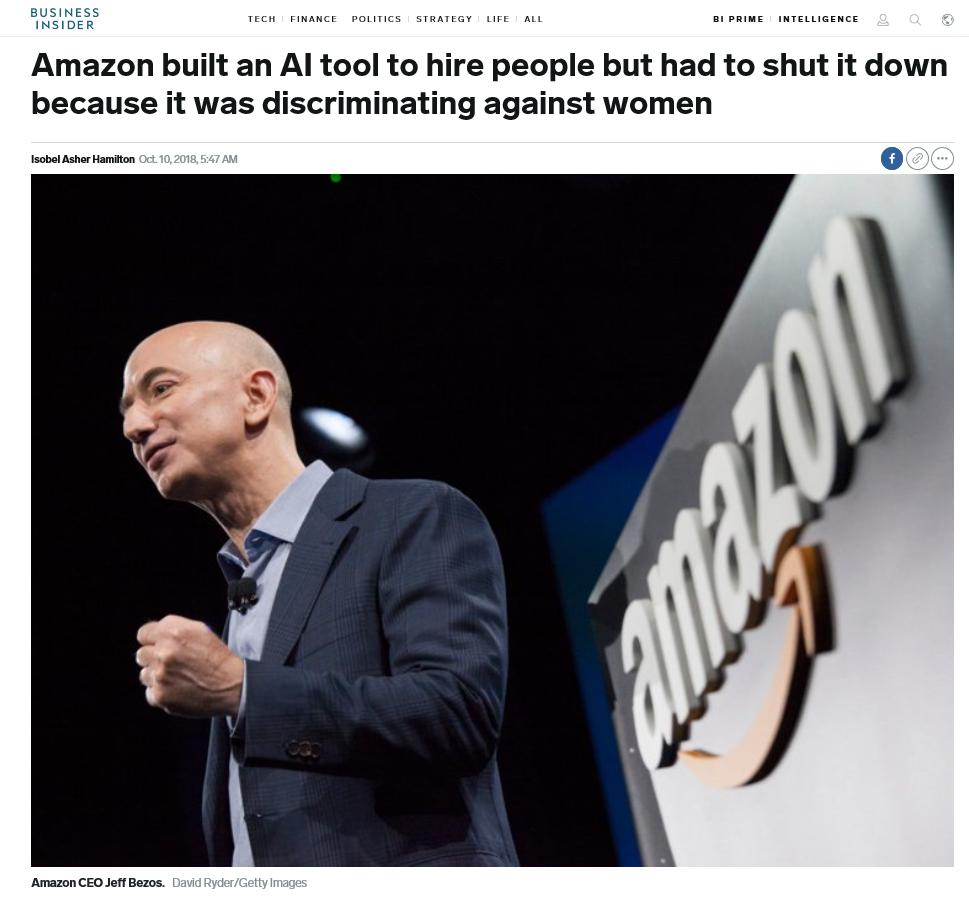 BUSINESS
INSIDER
TECH FINANCE POLITICS STRATEGY LIFE ALL
BI PRIME INTELLIGENCE
Amazon built an AI tool to hire people but had to shut it down
because it was discriminating against women
Isobel Asher Hamilton Oct. 10, 2018, 5:47 AM
f
amazon
Amazon CEO Jeff Bezos. David Ryder/Getty Images